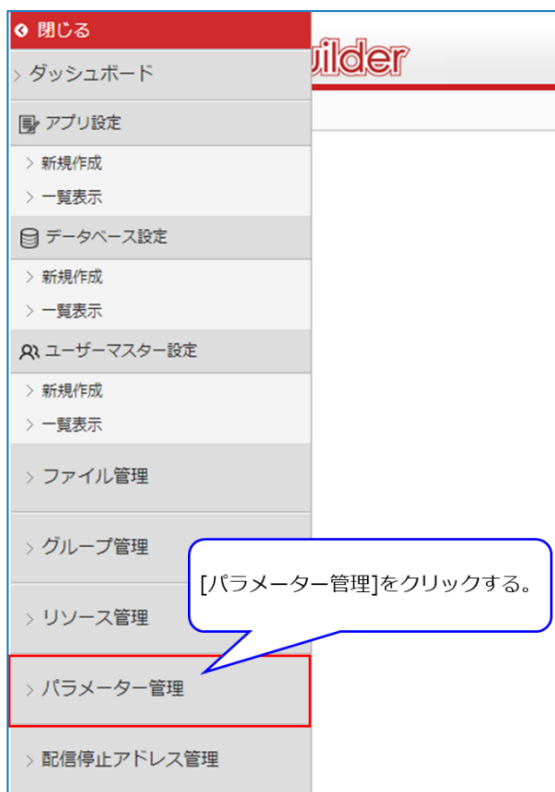 閉じる
uilder
ダッシュボード
アプリ設定
新規作成
一覧表示
データベース設定
新規作成
一覧表示
ユーザーマスター設定
新規作成
一覧表示
ファイル管理
グループ管理
[パラメーター管理]をクリックする。
リソース管理
パラメーター管理
配信停止アドレス管理